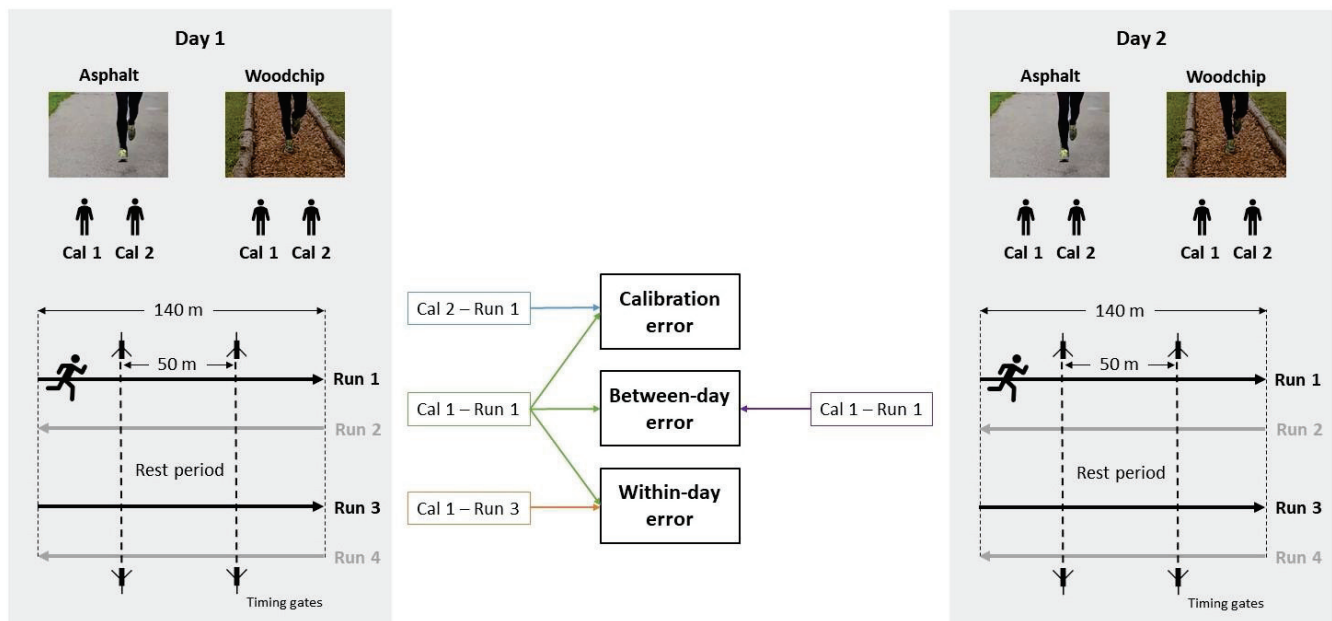 Day 1
Asphalt
Woodchip
Cal 1
Cal 2
Cal 1
Cal 2
140 m
50 m
Run 1
Run 2
Rest period
Run 3
Run 4
Timing gates
Cal 2 – Run 1
Cal 1 – Run 1
Cal 1 – Run 3
Calibration
error
Between-day
error
Within-day
error
Cal 1 – Run 1
Day 2
Asphalt
Woodchip
Cal 1
Cal 2
Cal 1
Cal 2
140 m
50 m
Run 1
Run 2
Rest period
Run 3
Run 4
Timing gates